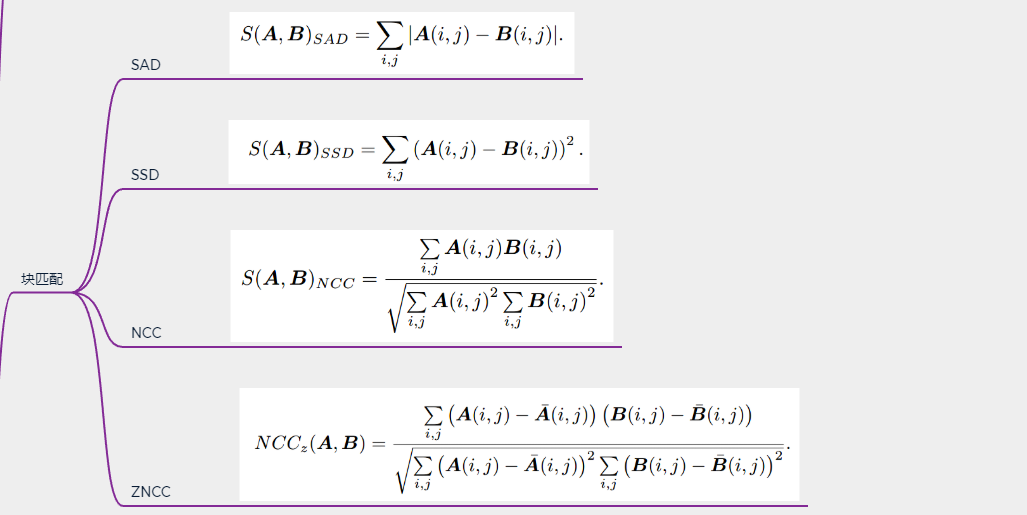 S(A, B)_{SAD} = \sum_{i,j} |A(i, j) − B(i, j)|.
SAD
S(A, B)_{SSD} = \sum_{i,j} (A(i, j) − B(i, j))^2 .
SSD
块匹配
S(A, B)_{NCC} = \frac{\sum_{i,j} A(i, j)B(i, j)}{\sqrt{\sum_{i,j} A(i, j)^2 \sum_{i,j} B(i, j)^2}}.
NCC
NCC_z(A, B) = \frac{\sum_{i,j} (A(i, j) − \bar{A}(i, j)) (B(i, j) − \bar{B}(i, j))}{\sqrt{\sum_{i,j} (A(i, j) − \bar{A}(i, j))^2 \sum_{i,j} (B(i, j) − \bar{B}(i, j))^2}}.
ZNCC